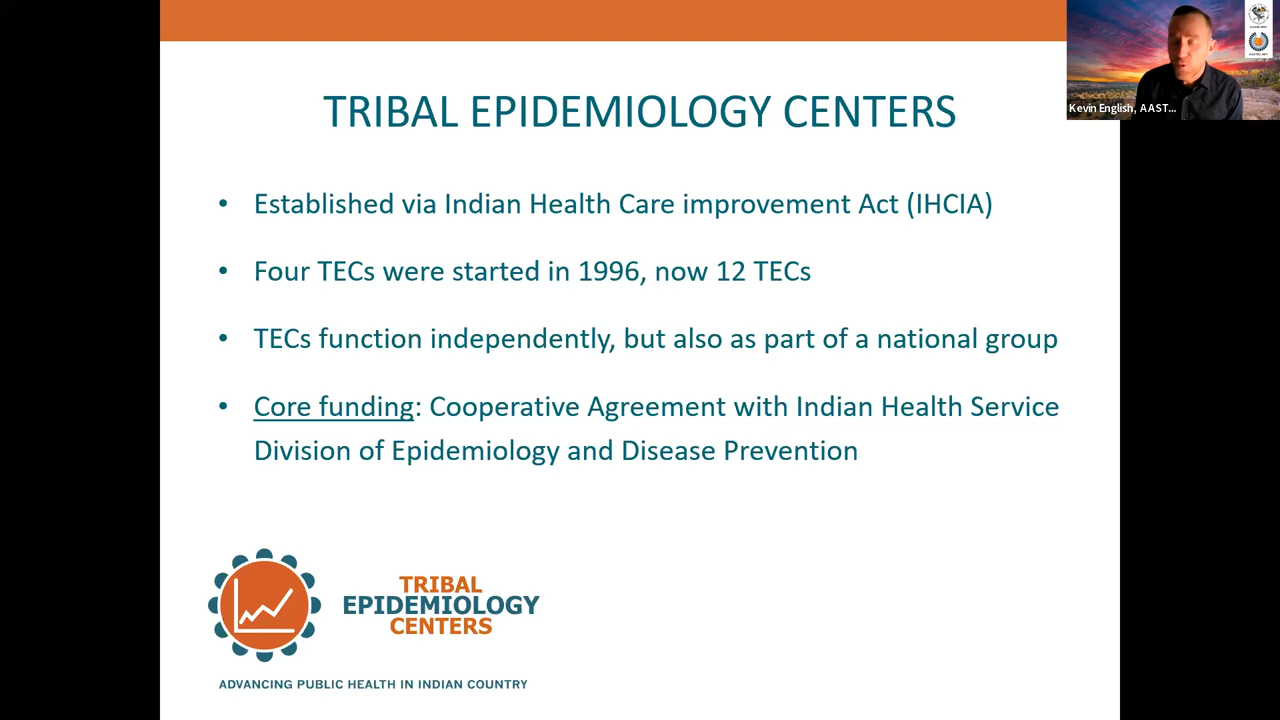 TRIBAL EPIDEMIOLOGY CENTERS
Kevin English, AAST...
• Established via Indian Health Care improvement Act (IHCIA)
• Four TECs were started in 1996, now 12 TECs
• TECs function independently, but also as part of a national group
• Core funding: Cooperative Agreement with Indian Health Service
Division of Epidemiology and Disease Prevention
TRIBAL
EPIDEMIOLOGY
CENTERS
ADVANCING PUBLIC HEALTH IN INDIAN COUNTRY